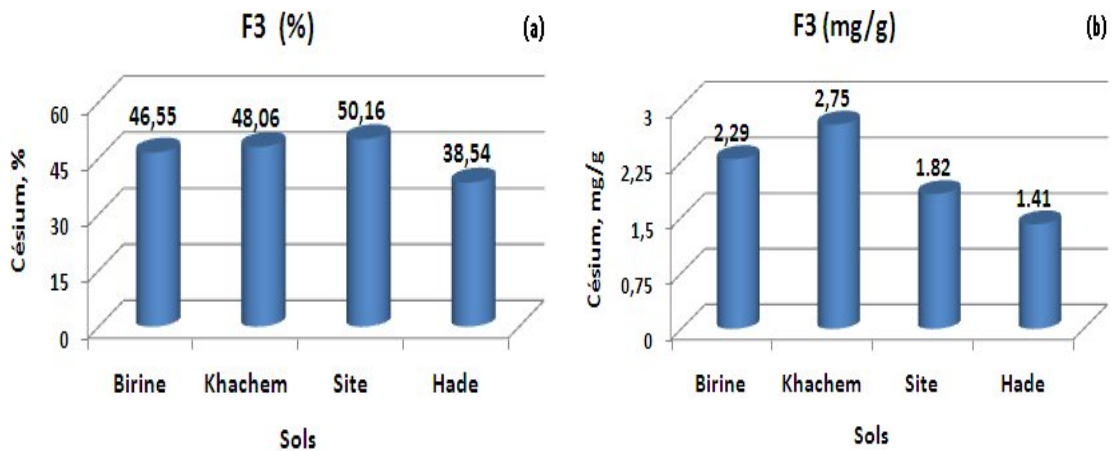 F3 (%)
(a)
Césium, %
60
45
30
15
0
46,55
48,06
50,16
38,54
Birine Khachem Site Hade
Sols
F3 (mg/g)
(b)
Césium, mg/g
3
2,25
1,5
0,75
0
2,29
2,75
1.82
1.41
Birine Khachem Site Hade
Sols